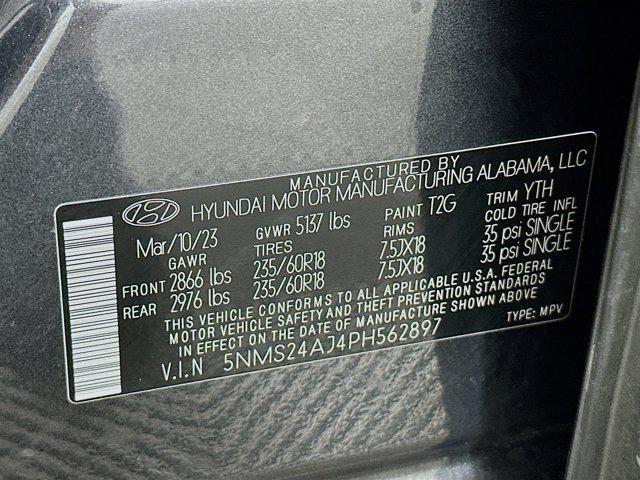 MANUFACTURED BY
HYUNDAI MOTOR MANUFACTURING ALABAMA, LLC
Mar/10/23 GVWR 5137 lbs PAINT T2G TRIM YTH
GAWR TIRES RIMS COLD TIRE INFL
FRONT 2866 lbs 235/60R18 7.5JX18 35 psi SINGLE
REAR 2976 lbs 235/60R18 7.5JX18 35 psi SINGLE
THIS VEHICLE CONFORMS TO ALL APPLICABLE U.S.A. FEDERAL
MOTOR VEHICLE SAFETY AND THEFT PREVENTION STANDARDS
IN EFFECT ON THE DATE OF MANUFACTURE SHOWN ABOVE
V.I.N 5NMS24AJ4PH562897 TYPE: MPV